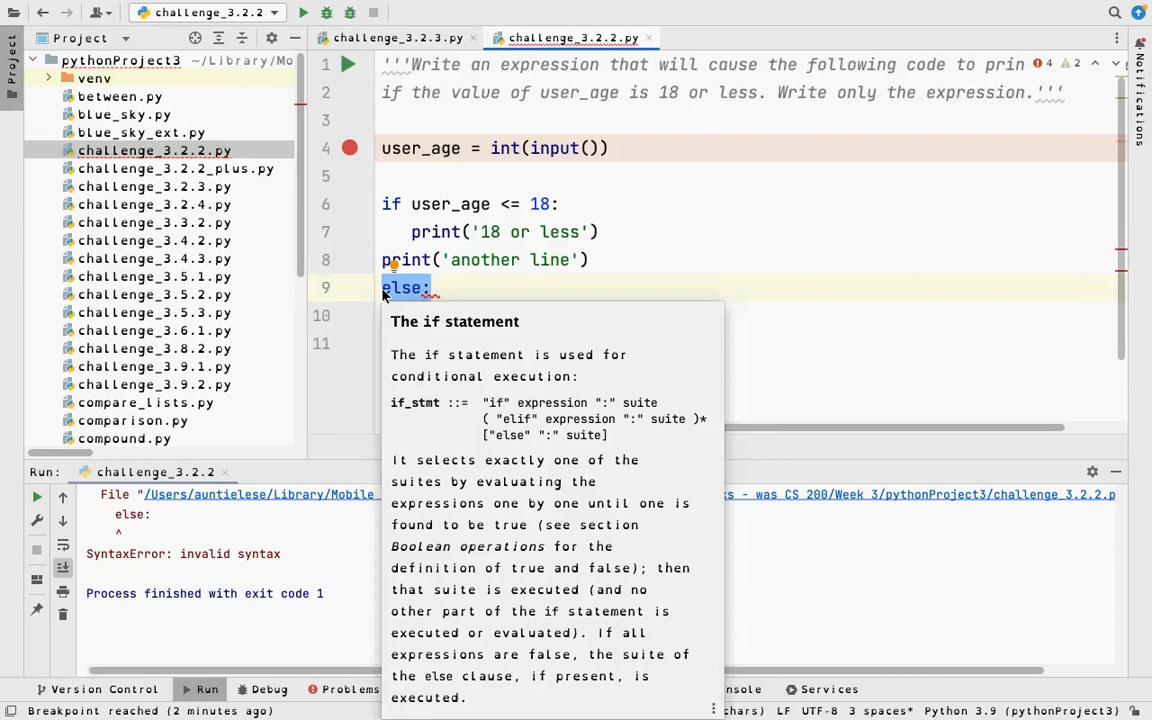 challenge_3.2.2
Project
challenge_3.2.3.py
challenge_3.2.2.py
Project
Notifications
pythonProject3 ~/Library/Mo
venv
between.py
blue_sky.py
blue_sky_ext.py
challenge_3.2.2.py
challenge_3.2.2_plus.py
challenge_3.2.3.py
challenge_3.2.4.py
challenge_3.3.2.py
challenge_3.4.2.py
challenge_3.4.3.py
challenge_3.5.1.py
challenge_3.5.2.py
challenge_3.5.3.py
challenge_3.6.1.py
challenge_3.8.2.py
challenge_3.9.1.py
challenge_3.9.2.py
compare_lists.py
comparison.py
compound.py
1 '''Write an expression that will cause the following code to prin
4 2
2 if the value of user_age is 18 or less. Write only the expression.'''
3
4 user_age = int(input())
5
6 if user_age <= 18:
7 print('18 or less')
8 print('another line')
9 else:
10
11
The if statement
The if statement is used for
conditional execution:
if_stmt ::= "if" expression ":" suite
( "elif" expression ":" suite )*
["else" ":" suite]
It selects exactly one of the
suites by evaluating the
expressions one by one until one is
found to be true (see section
Boolean operations for the
definition of true and false); then
that suite is executed (and no
other part of the if statement is
executed or evaluated). If all
expressions are false, the suite of
the else clause, if present, is
executed.
Run: challenge_3.2.2
File "/Users/auntielese/Library/Mobile
ks - was CS 200/Week 3/pythonProject3/challenge_3.2.2.p
else:
^
SyntaxError: invalid syntax
Process finished with exit code 1
Version Control
Run
Debug
Problems
nsole
Services
Breakpoint reached (2 minutes ago)
chars) LF UTF-8 3 spaces* Python 3.9 (pythonProject3)